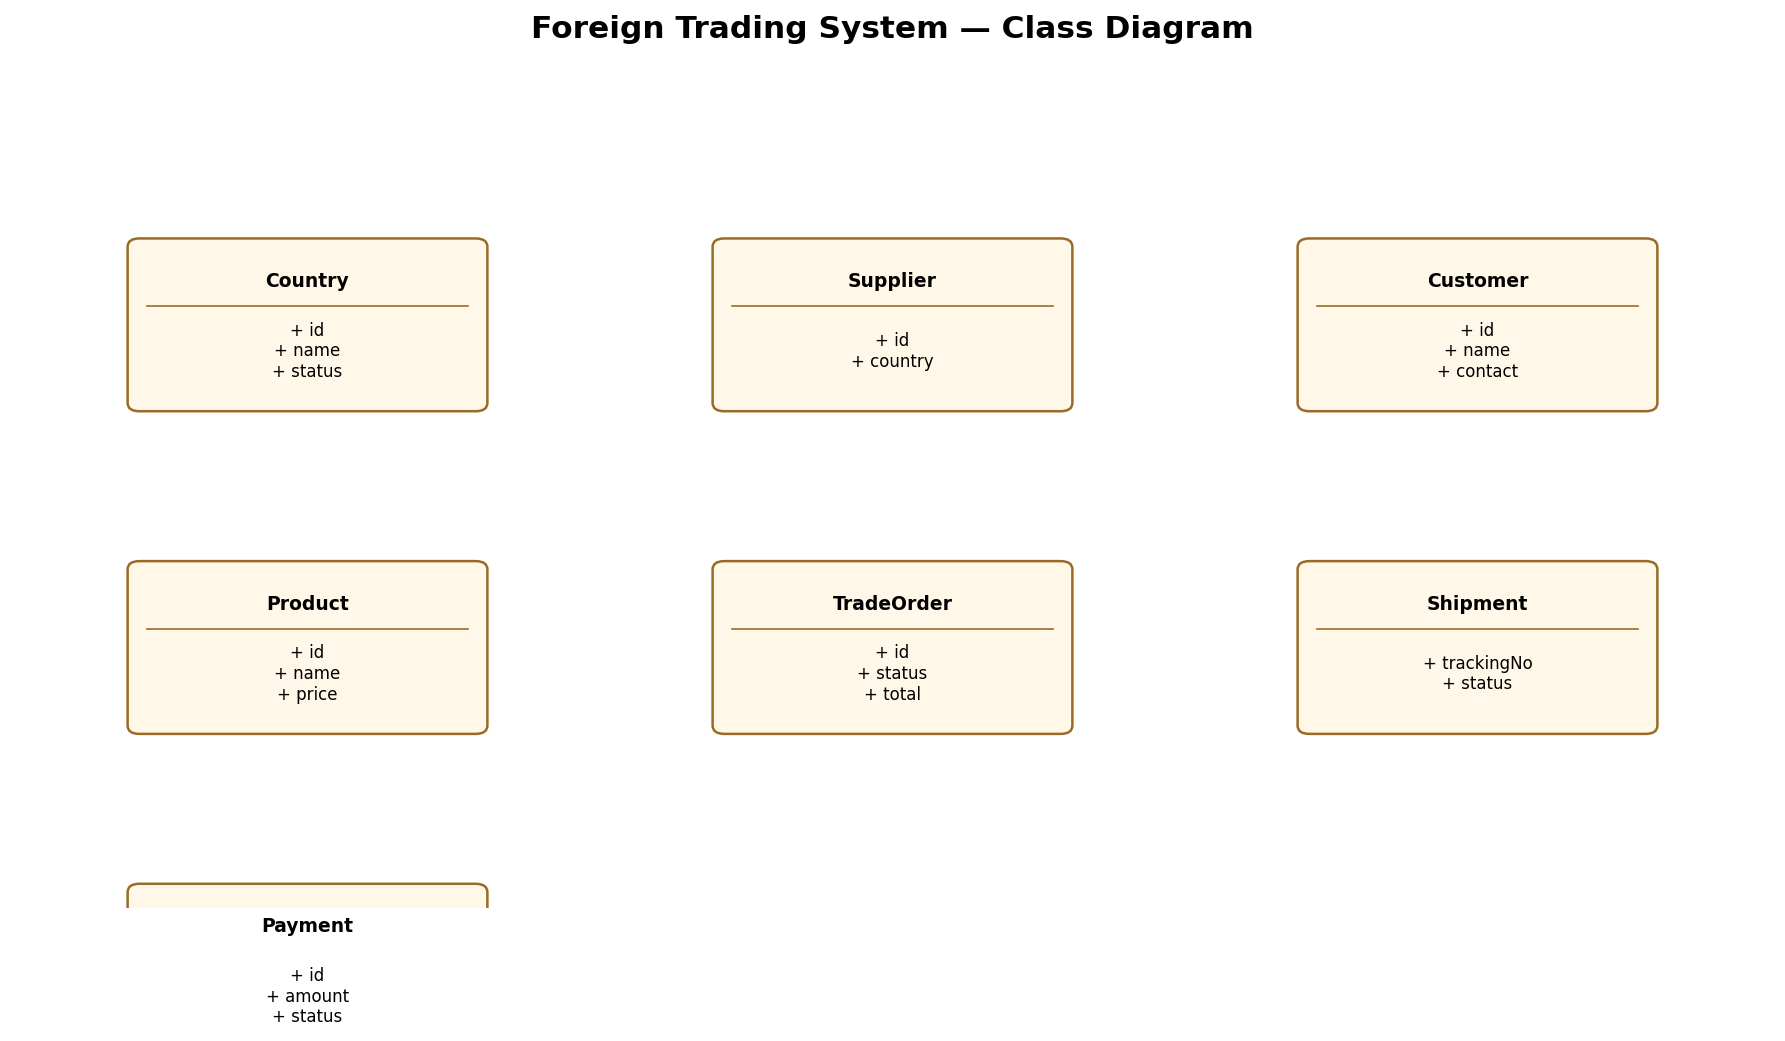 Foreign Trading System — Class Diagram
Country
+ id
+ name
+ status
Supplier
+ id
+ country
Customer
+ id
+ name
+ contact
Product
+ id
+ name
+ price
TradeOrder
+ id
+ status
+ total
Shipment
+ trackingNo
+ status
Payment
+ id
+ amount
+ status